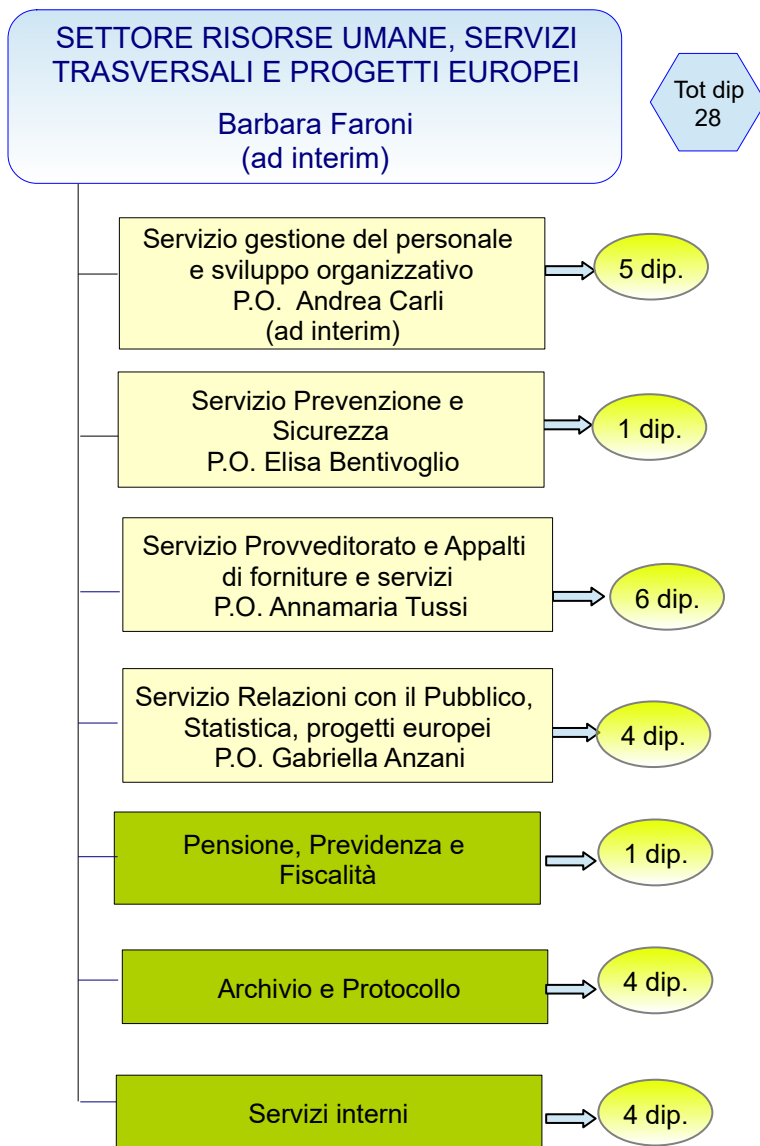 SETTORE RISORSE UMANE, SERVIZI
TRASVERSALI E PROGETTI EUROPEI
Barbara Faroni
(ad interim)
Tot dip
28
Servizio gestione del personale
e sviluppo organizzativo
P.O. Andrea Carli
(ad interim)
5 dip.
Servizio Prevenzione e
Sicurezza
P.O. Elisa Bentivoglio
1 dip.
Servizio Provveditorato e Appalti
di forniture e servizi
P.O. Annamaria Tussi
6 dip.
Servizio Relazioni con il Pubblico,
Statistica, progetti europei
P.O. Gabriella Anzani
4 dip.
Pensione, Previdenza e
Fiscalità
1 dip.
Archivio e Protocollo
4 dip.
Servizi interni
4 dip.